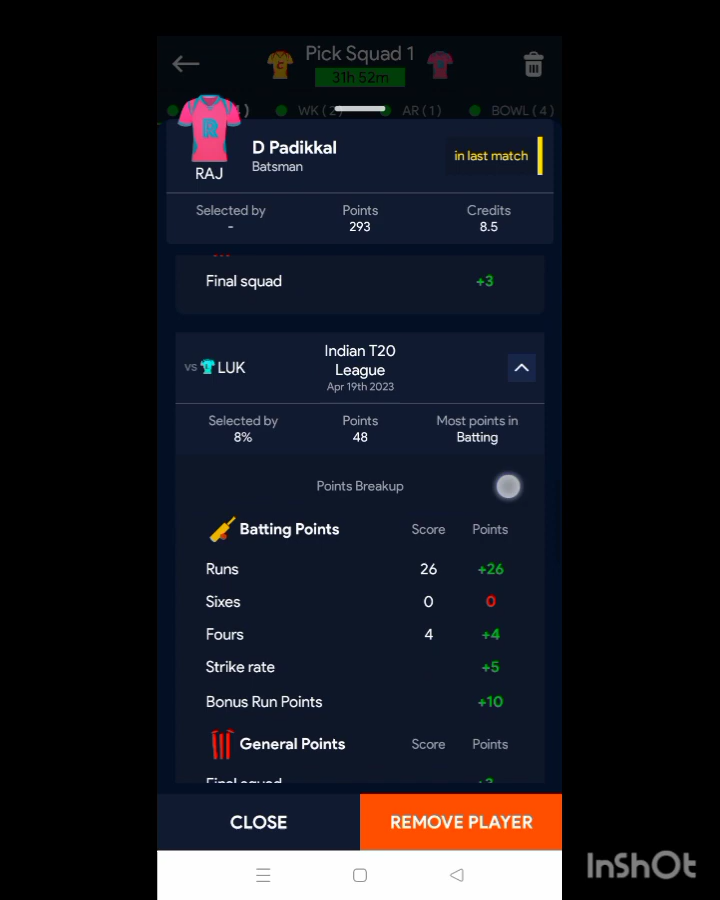 Pick Squad 1
31h 52m
WK ( 2
AR ( 1 )
BOWL ( 4 )
R
RAJ
D Padikkal
Batsman
in last match
Selected by
Points
Credits
-
293
8.5
Final squad
+3
vs
LUK
Indian T20
League
Apr 19th 2023
Selected by
Points
Most points in
8%
48
Batting
Points Breakup
Batting Points
Score
Points
Runs
26
+26
Sixes
0
0
Fours
4
+4
Strike rate
+5
Bonus Run Points
+10
General Points
Score
Points
Final squad
+3
CLOSE
REMOVE PLAYER
InShOt